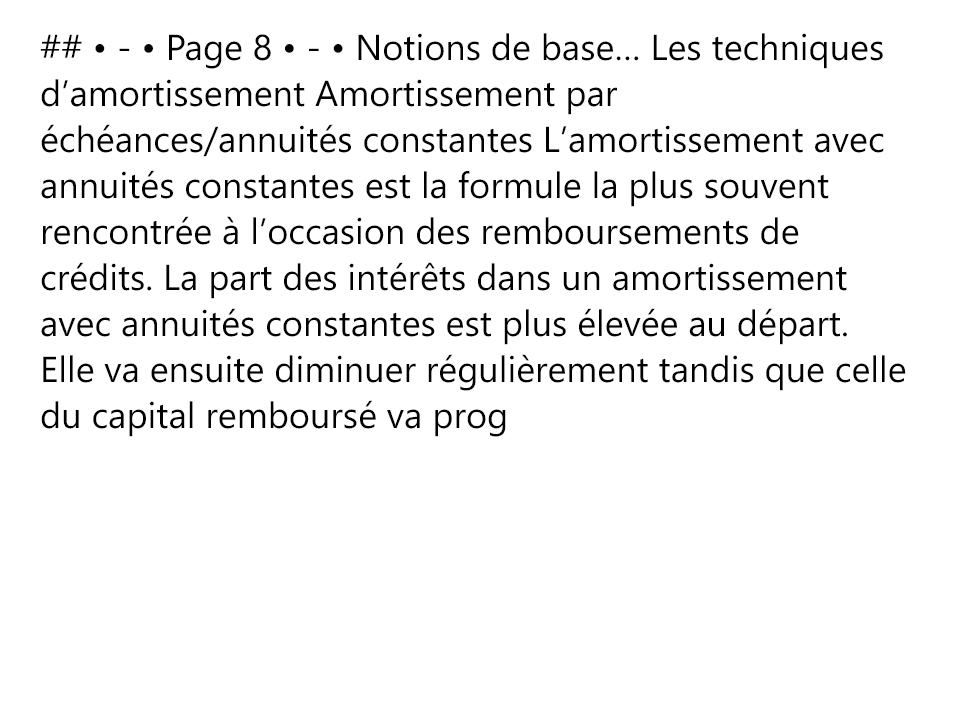 ## • - • Page 8 • - • Notions de base… Les techniques
d’amortissement Amortissement par
échéances/annuités constantes L’amortissement avec
annuités constantes est la formule la plus souvent
rencontrée à l’occasion des remboursements de
crédits. La part des intérêts dans un amortissement
avec annuités constantes est plus élevée au départ.
Elle va ensuite diminuer régulièrement tandis que celle
du capital remboursé va prog